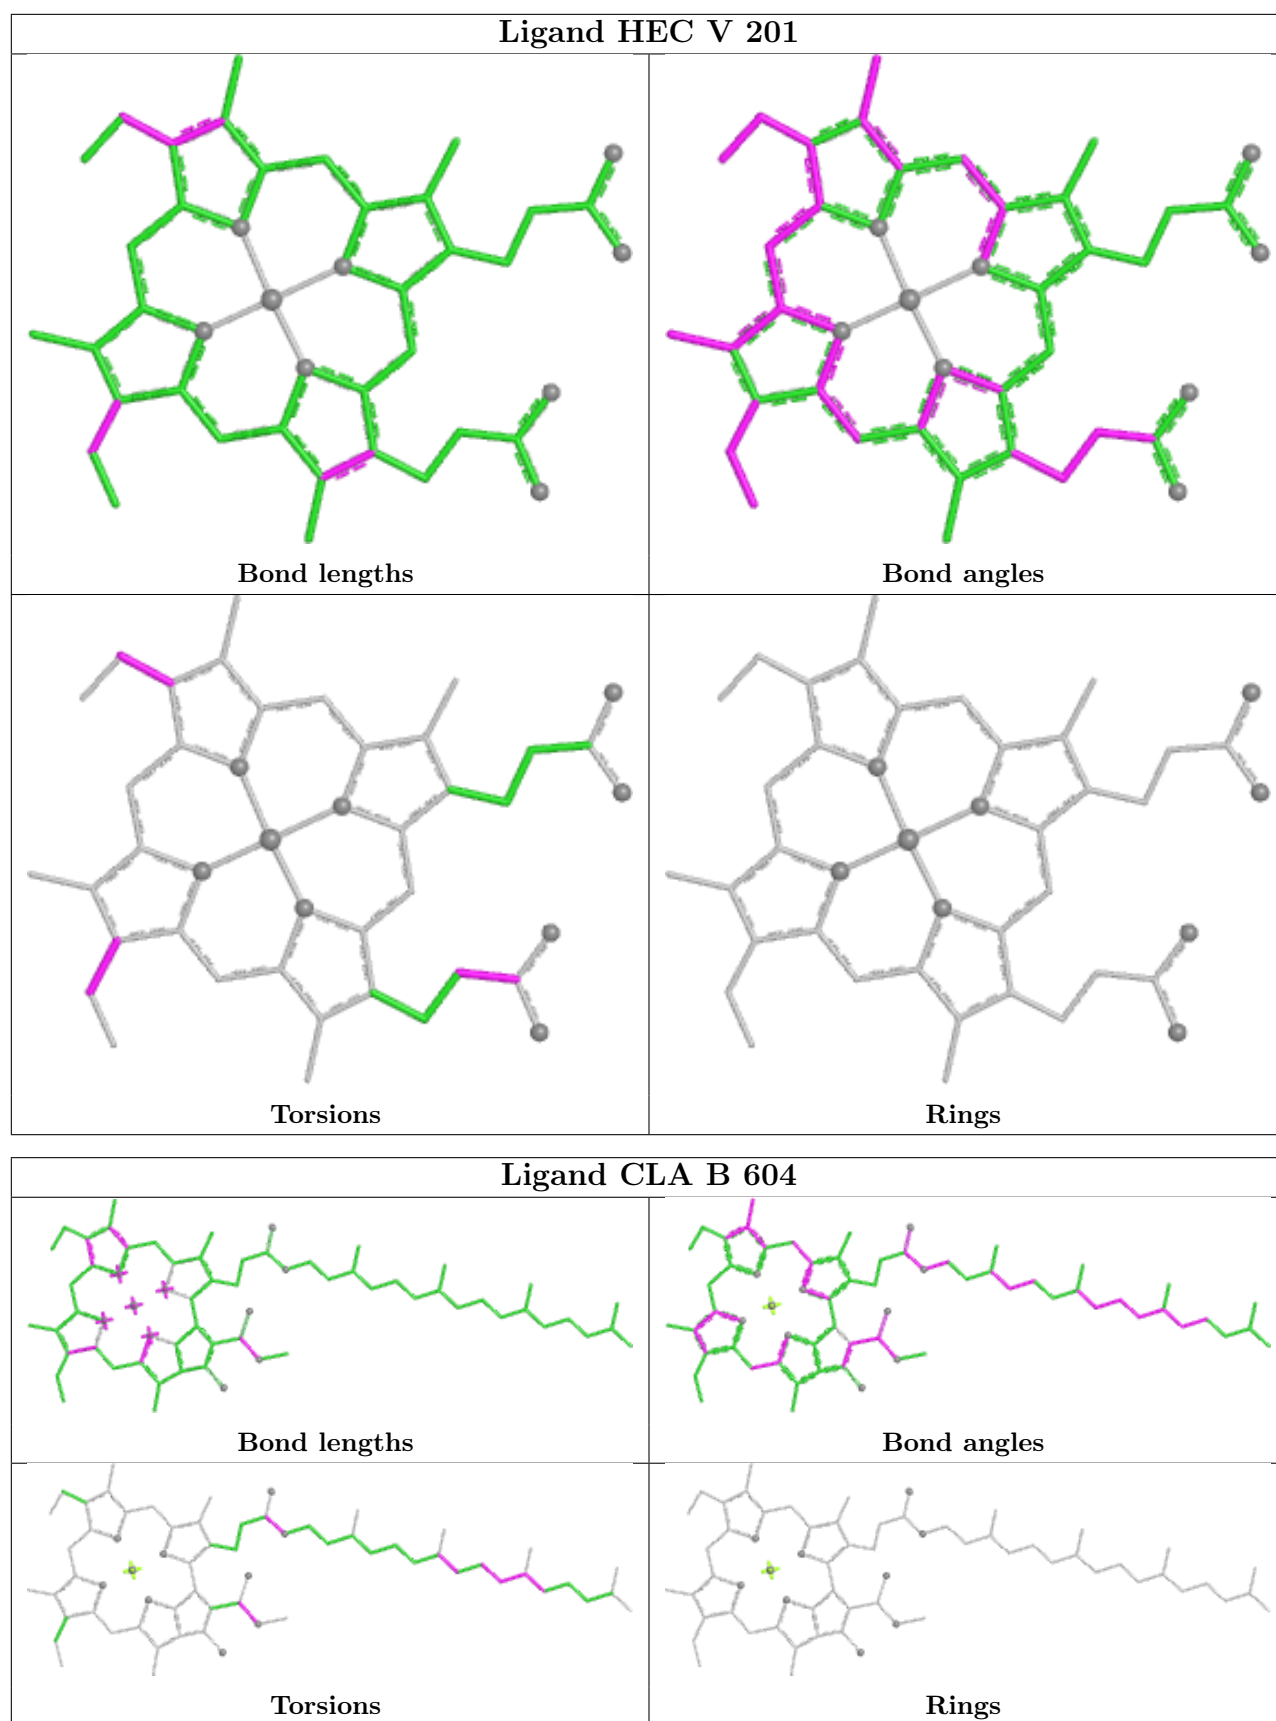 Ligand HEC V 201
Bond lengths
Bond angles
Torsions
Rings
Ligand CLA B 604
Bond lengths
Bond angles
Torsions
Rings